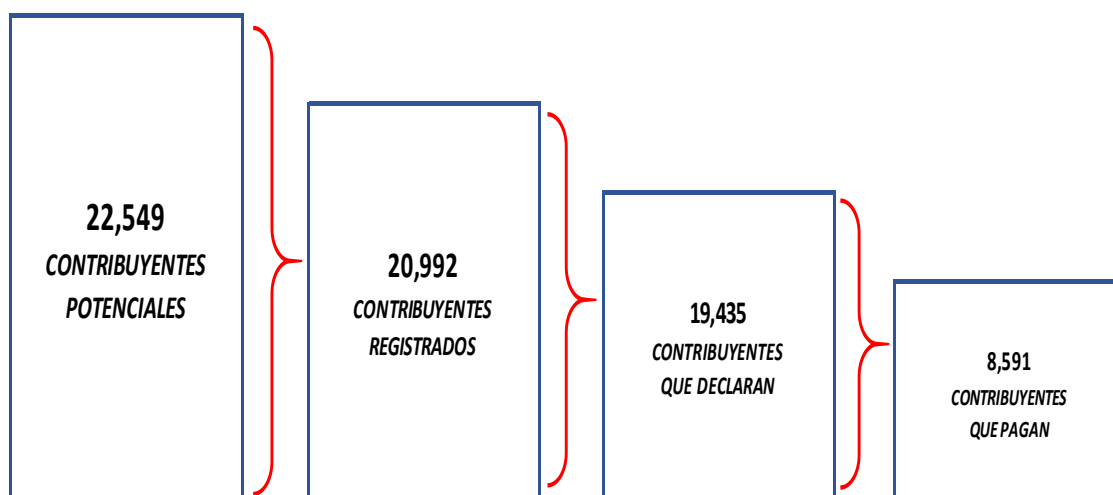 22,549
CONTRIBUYENTES
POTENCIALES
20,992
CONTRIBUYENTES
REGISTRADOS
19,435
CONTRIBUYENTES
QUE DECLARAN
8,591
CONTRIBUYENTES
QUE PAGAN